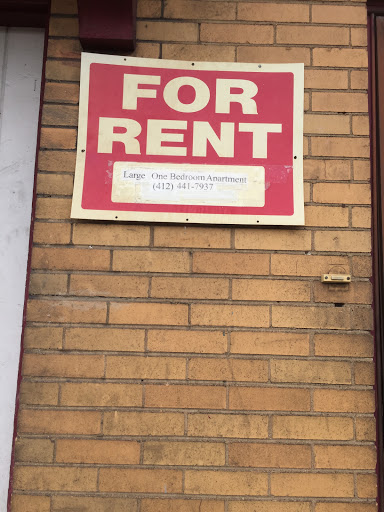 FOR
RENT
Large One Bedroom Apartment
(412) 441-7937